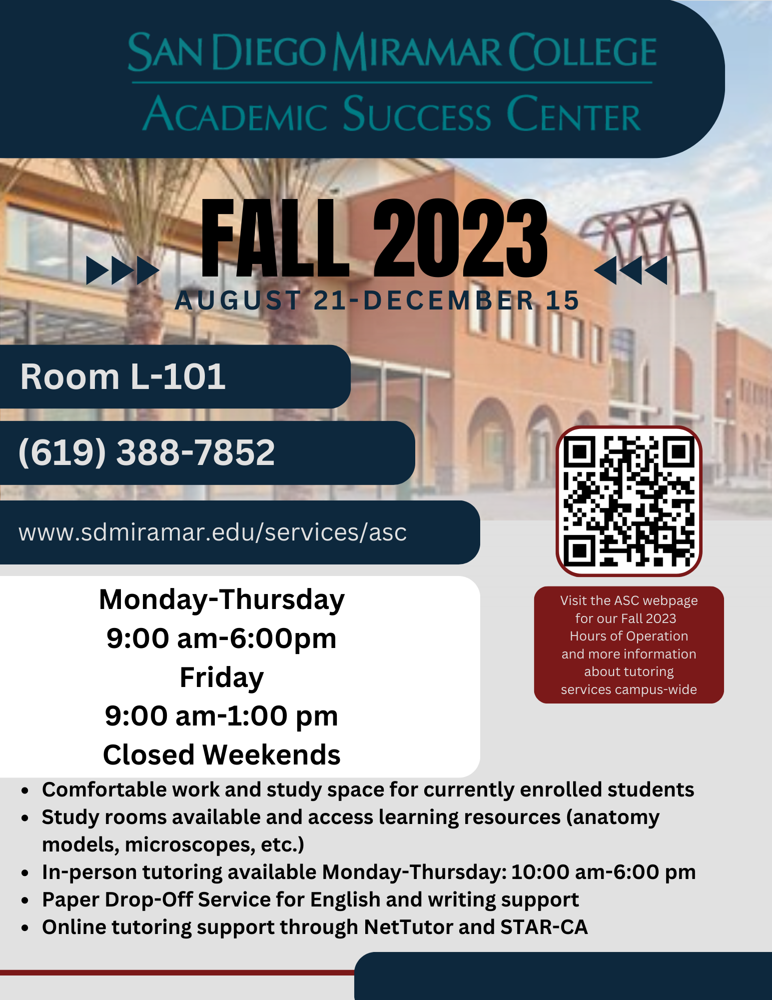 SAN DIEGO MIRAMAR COLLEGE
ACADEMIC SUCCESS CENTER
FALL 2023
AUGUST 21-DECEMBER 15
Room L-101
(619) 388-7852
www.sdmiramar.edu/services/asc
Monday-Thursday
9:00 am-6:00pm
Friday
9:00 am-1:00 pm
Closed Weekends
Visit the ASC webpage
for our Fall 2023
Hours of Operation
and more information
about tutoring
services campus-wide
• Comfortable work and study space for currently enrolled students
• Study rooms available and access learning resources (anatomy
models, microscopes, etc.)
• In-person tutoring available Monday-Thursday: 10:00 am-6:00 pm
• Paper Drop-Off Service for English and writing support
• Online tutoring support through NetTutor and STAR-CA